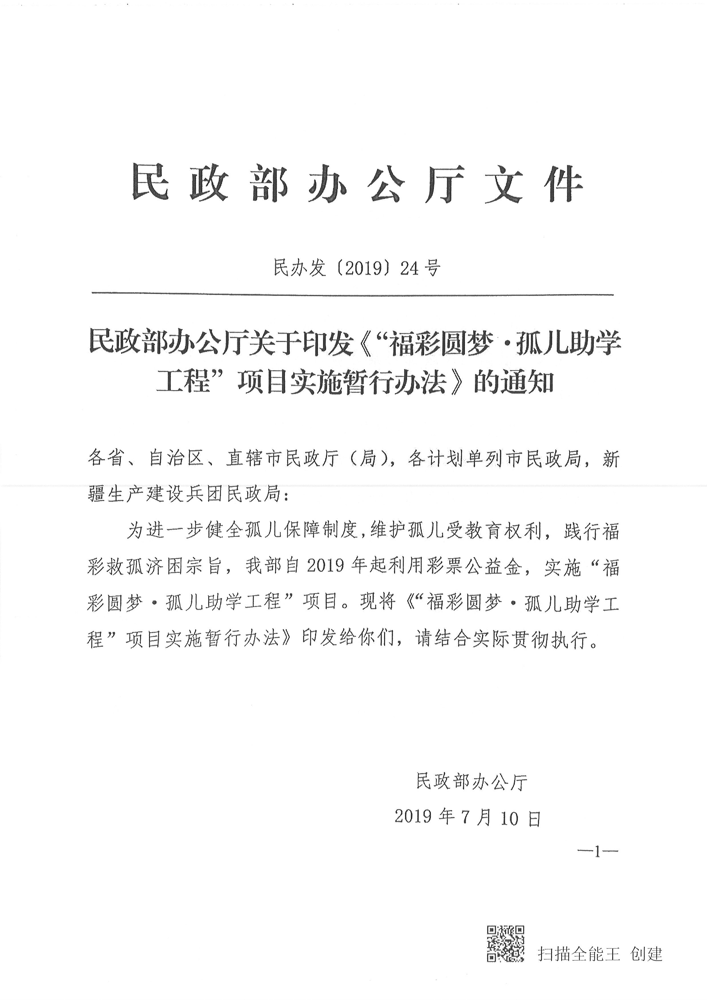 民政部办公厅文件
民办发〔2019〕24号
民政部办公厅关于印发《“福彩圆梦·孤儿助学
工程”项目实施暂行办法》的通知
各省、自治区、直辖市民政厅（局），各计划单列市民政局，新
疆生产建设兵团民政局：
为进一步健全孤儿保障制度,维护孤儿受教育权利，践行福
彩救孤济困宗旨，我部自2019年起利用彩票公益金，实施“福
彩圆梦·孤儿助学工程”项目。现将《“福彩圆梦·孤儿助学工
程”项目实施暂行办法》印发给你们，请结合实际贯彻执行。
民政部办公厅
2019年7月10日
—1—
扫描全能王 创建